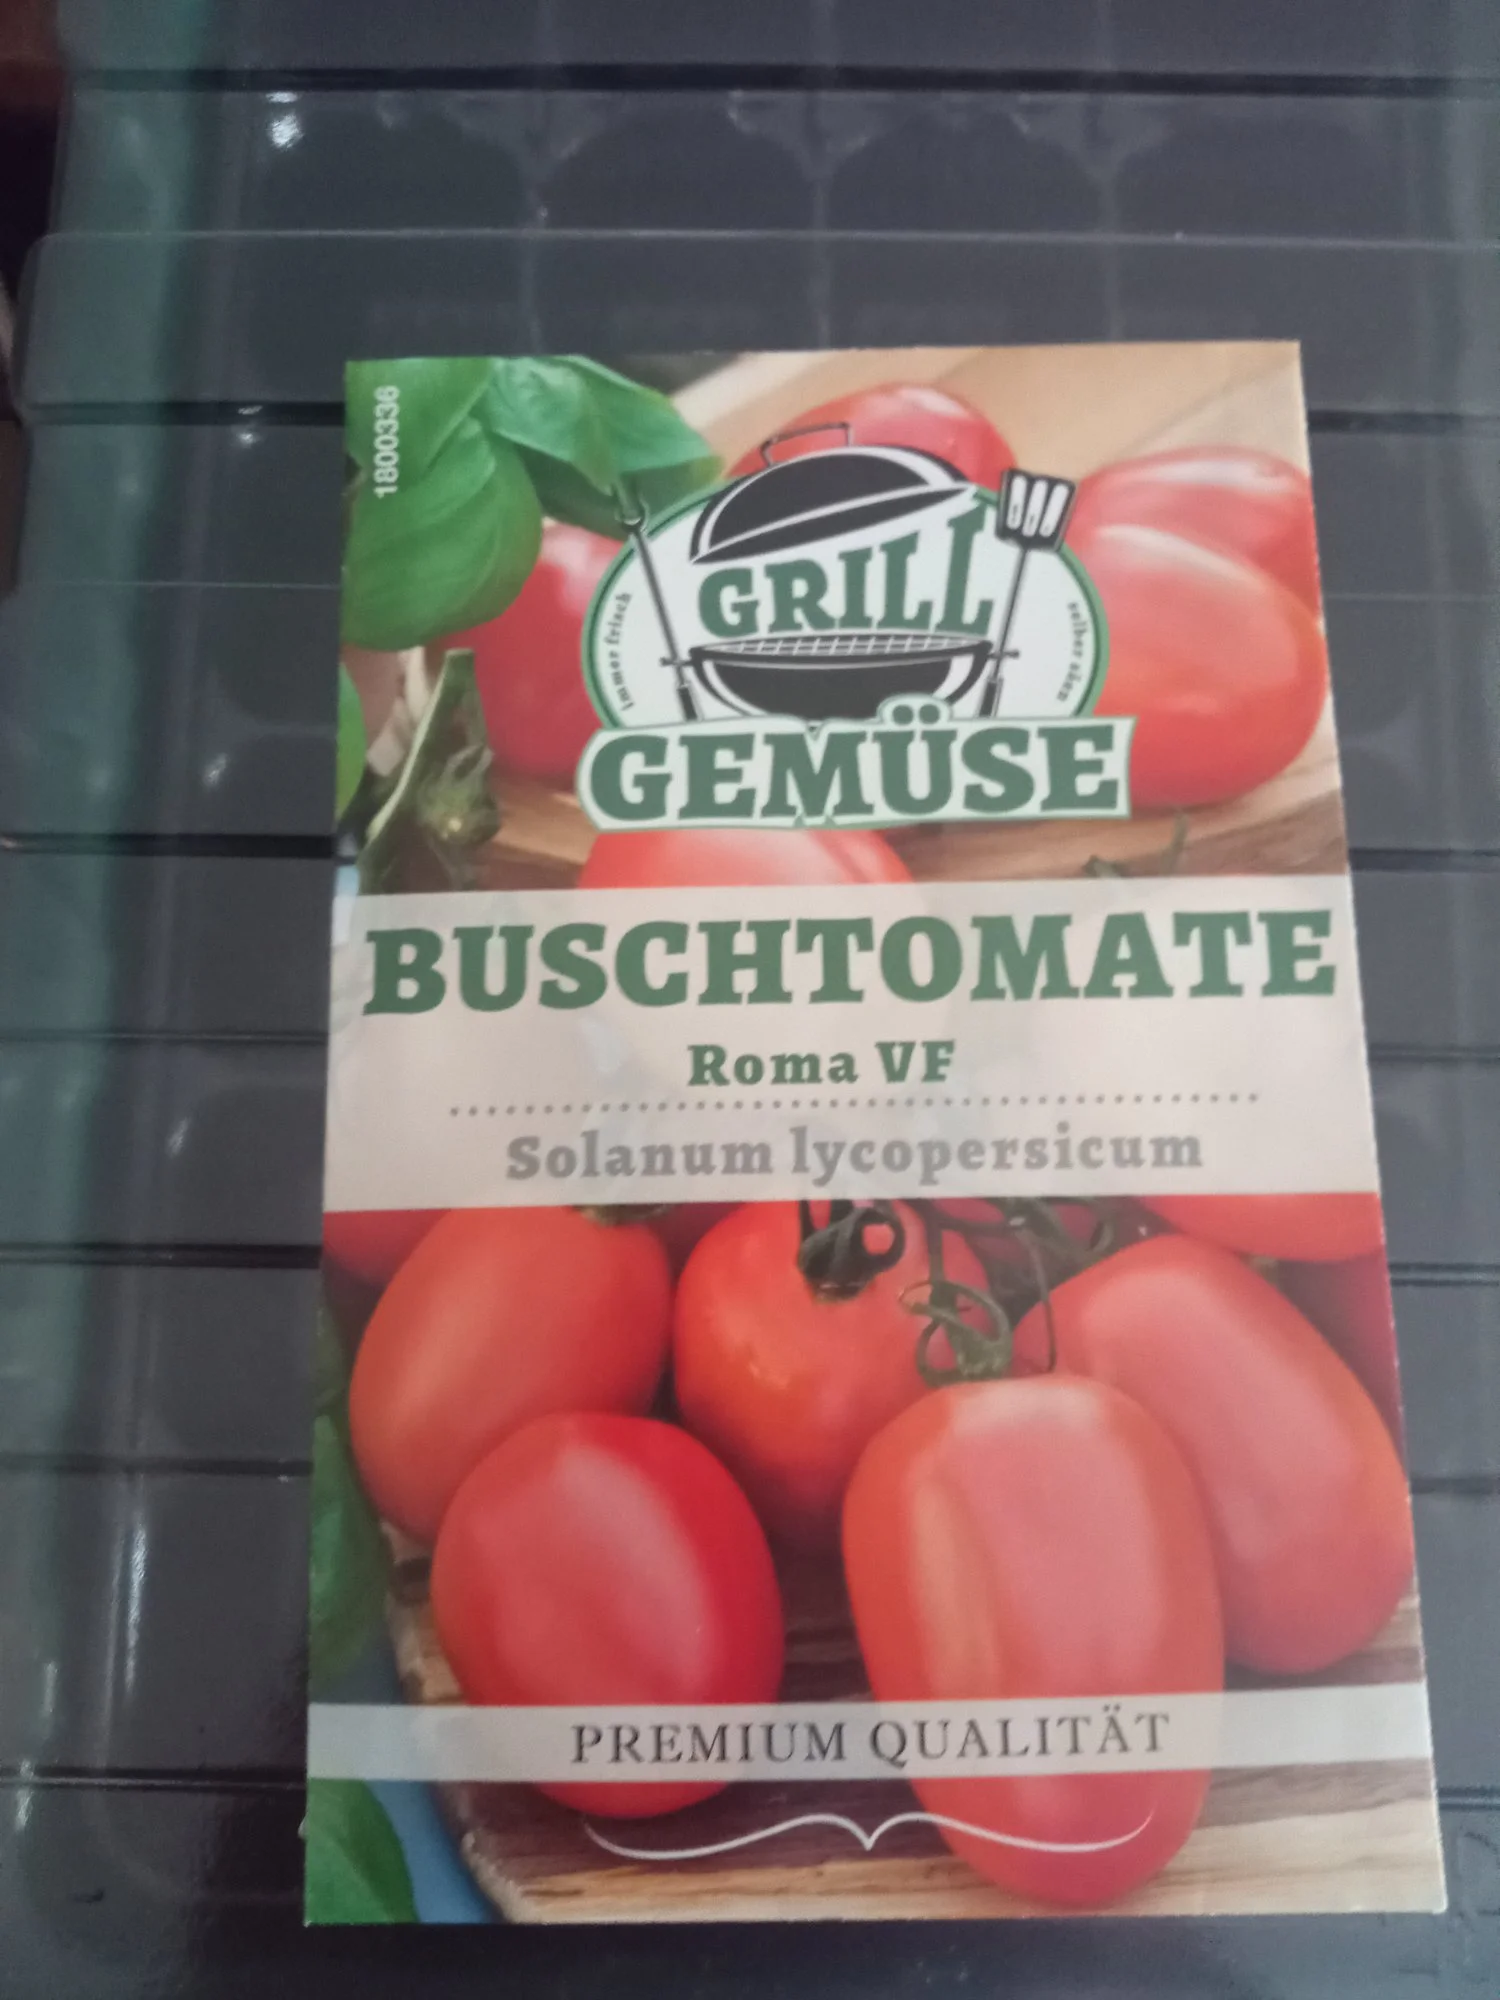 1800336
GRILL
immer frisch
selber säen
GEMÜSE
BUSCHTOMATE
Roma VF
Solanum lycopersicum
PREMIUM QUALITÄT